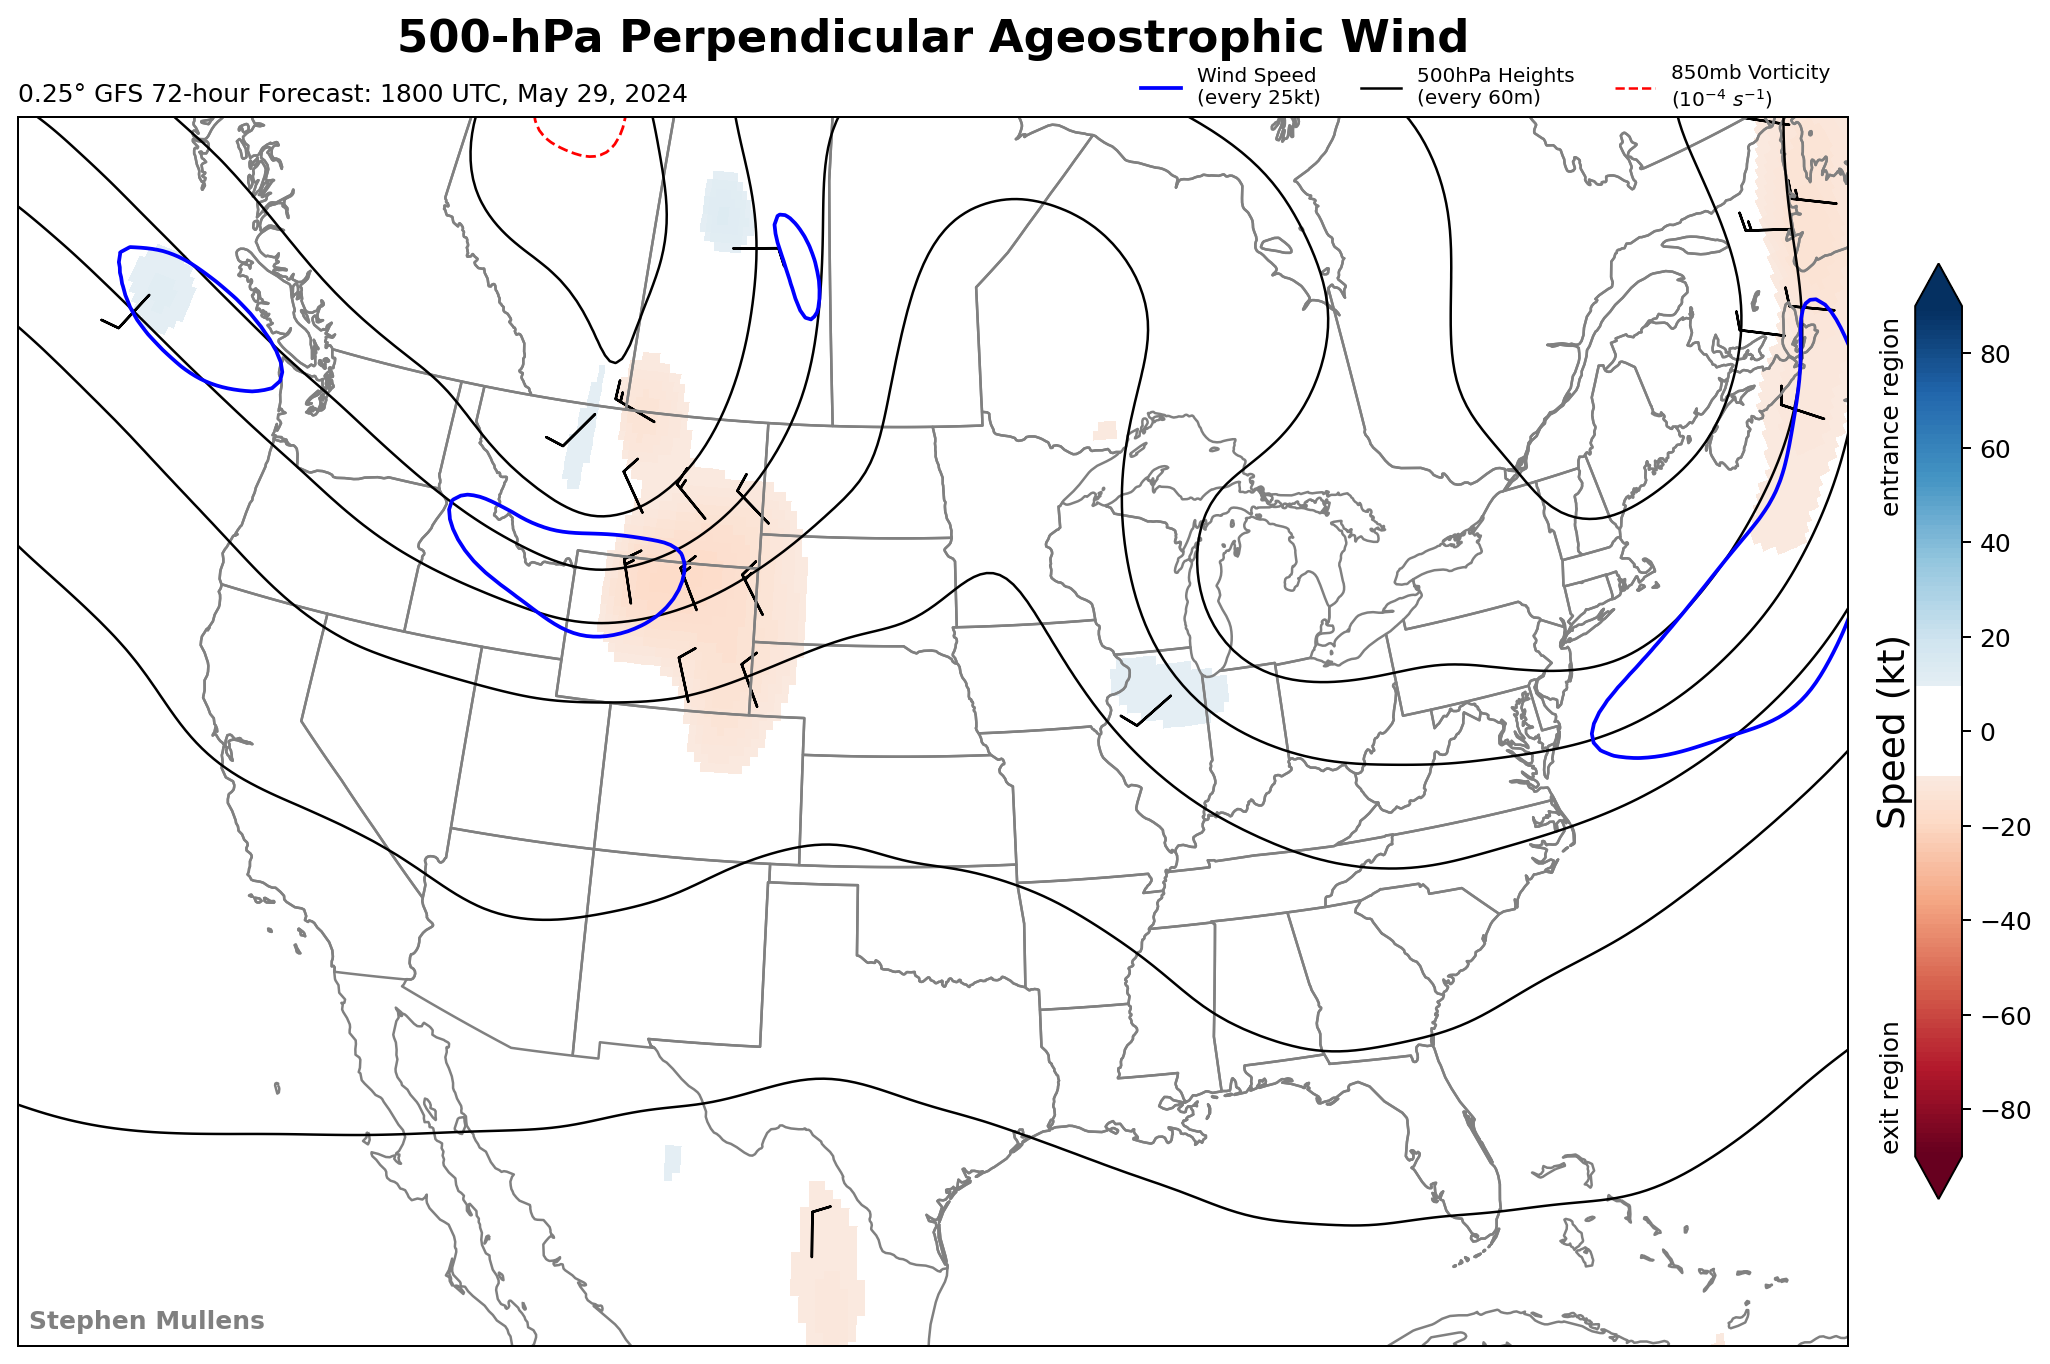 500-hPa Perpendicular Ageostrophic Wind
0.25° GFS 72-hour Forecast: 1800 UTC, May 29, 2024
Wind Speed
(every 25kt)
500hPa Heights
(every 60m)
850mb Vorticity
(10⁻⁴ s⁻¹)
entrance region
Speed (kt)
exit region
80
60
40
20
0
−20
−40
−60
−80
Stephen Mullens